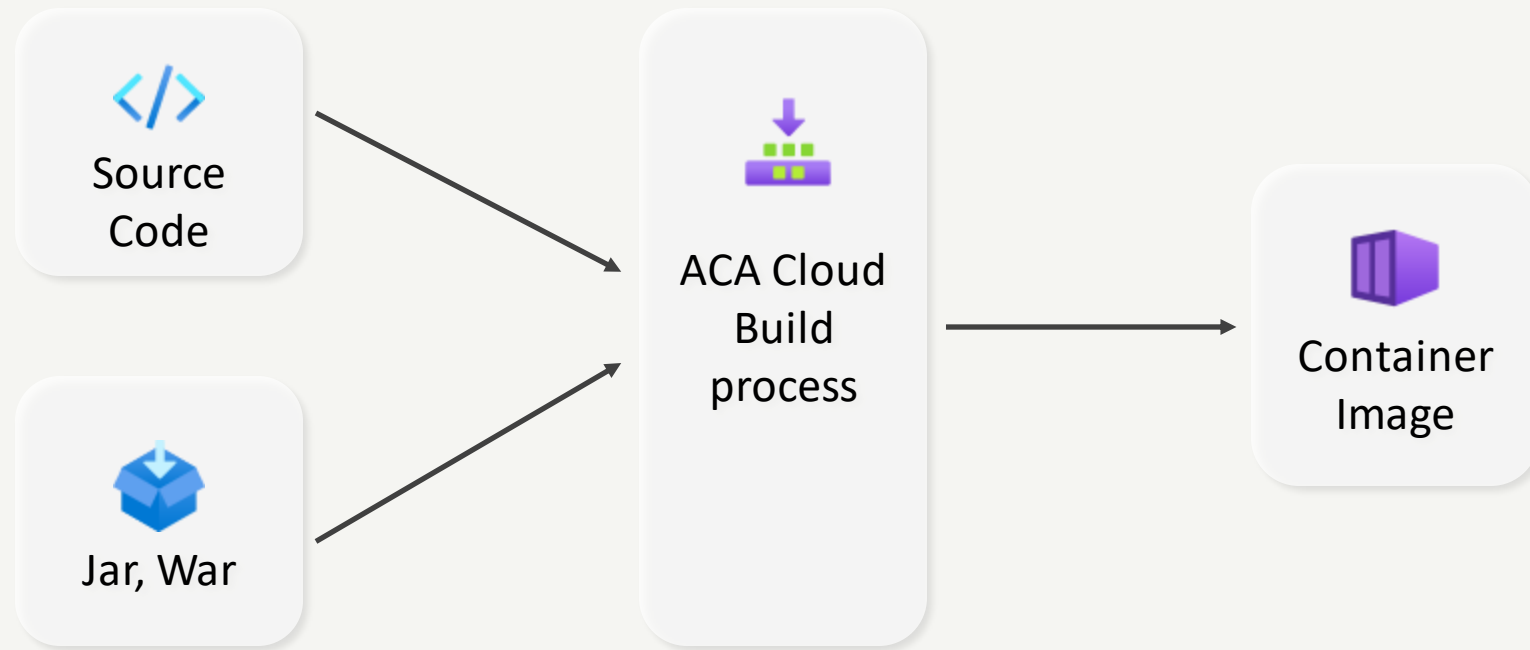 Source
Code
Jar, War
ACA Cloud
Build
process
Container
Image